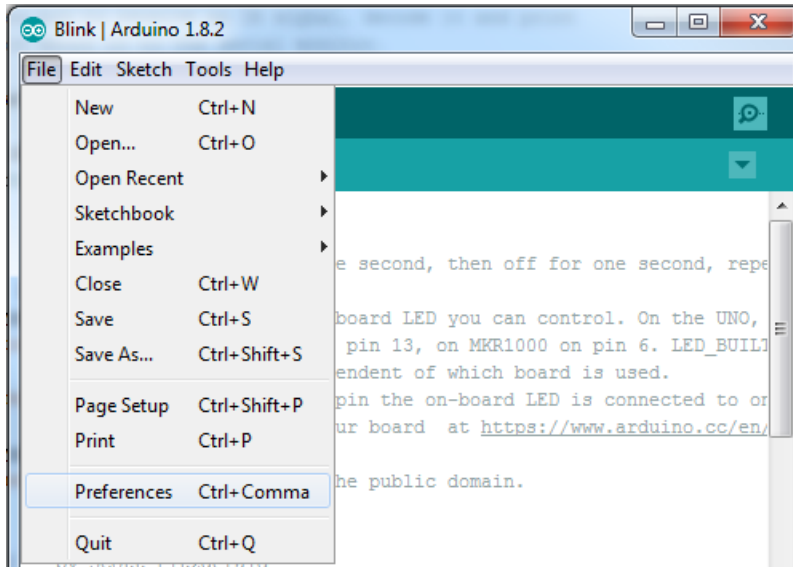 Blink | Arduino 1.8.2
File Edit Sketch Tools Help
New Ctrl+N
Open... Ctrl+O
Open Recent
Sketchbook
Examples
Close Ctrl+W
Save Ctrl+S
Save As... Ctrl+Shift+S
Page Setup Ctrl+Shift+P
Print Ctrl+P
Preferences Ctrl+Comma
Quit Ctrl+Q
e second, then off for one second, repe
board LED you can control. On the UNO,
pin 13, on MKR1000 on pin 6. LED_BUIL
endent of which board is used.
pin the on-board LED is connected to on
ur board at https://www.arduino.cc/en/
he public domain.